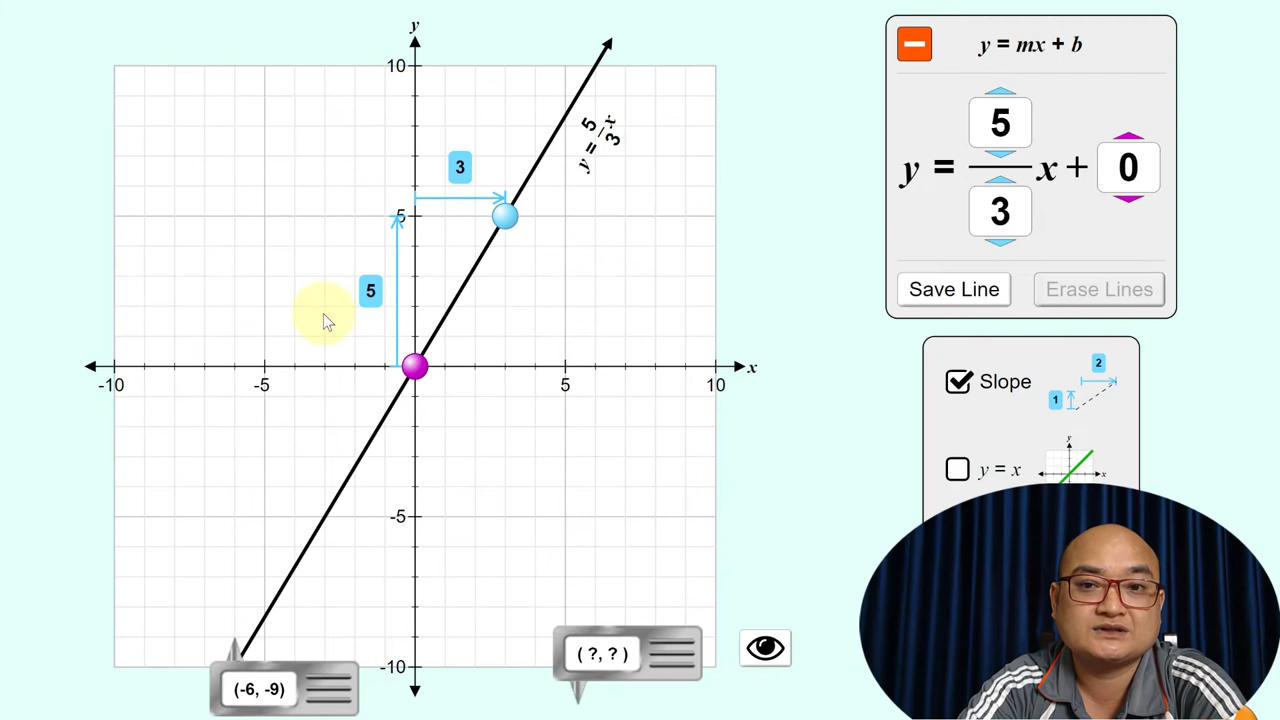 y
10
5
-5
-10
-10
-5
5
10
x
3
5
y = 5/3 x
(-6, -9)
( ?, ? )
y = mx + b
y = 5/3 x + 0
Save Line
Erase Lines
Slope
2
1
y = x
y
x